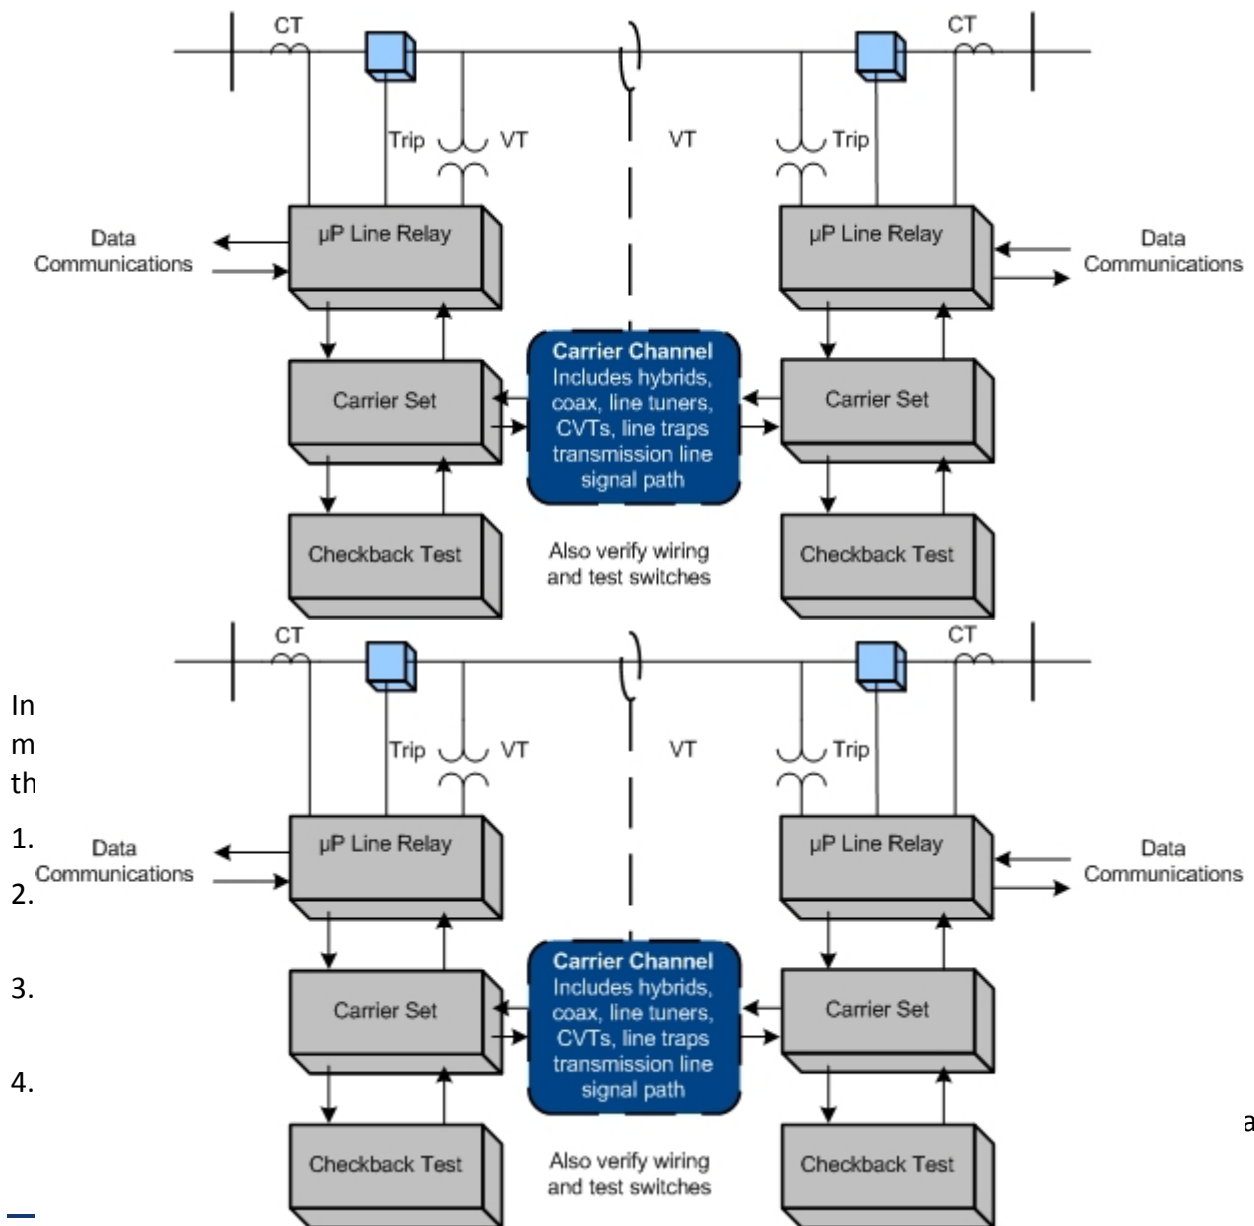 CT
CT
Trip
VT
VT
Trip
µP Line Relay
µP Line Relay
Data
Communications
Data
Communications
Carrier Set
Carrier Channel
Includes hybrids,
coax, line tuners,
CVTs, line traps
transmission line
signal path
Carrier Set
Checkback Test
Also verify wiring
and test switches
Checkback Test
CT
CT
In
m
th
Trip
VT
VT
Trip
µP Line Relay
µP Line Relay
1.
Data
Communications
Data
Communications
2.
3.
Carrier Set
Carrier Channel
Includes hybrids,
coax, line tuners,
CVTs, line traps
transmission line
signal path
Carrier Set
4.
a
Checkback Test
Also verify wiring
and test switches
Checkback Test